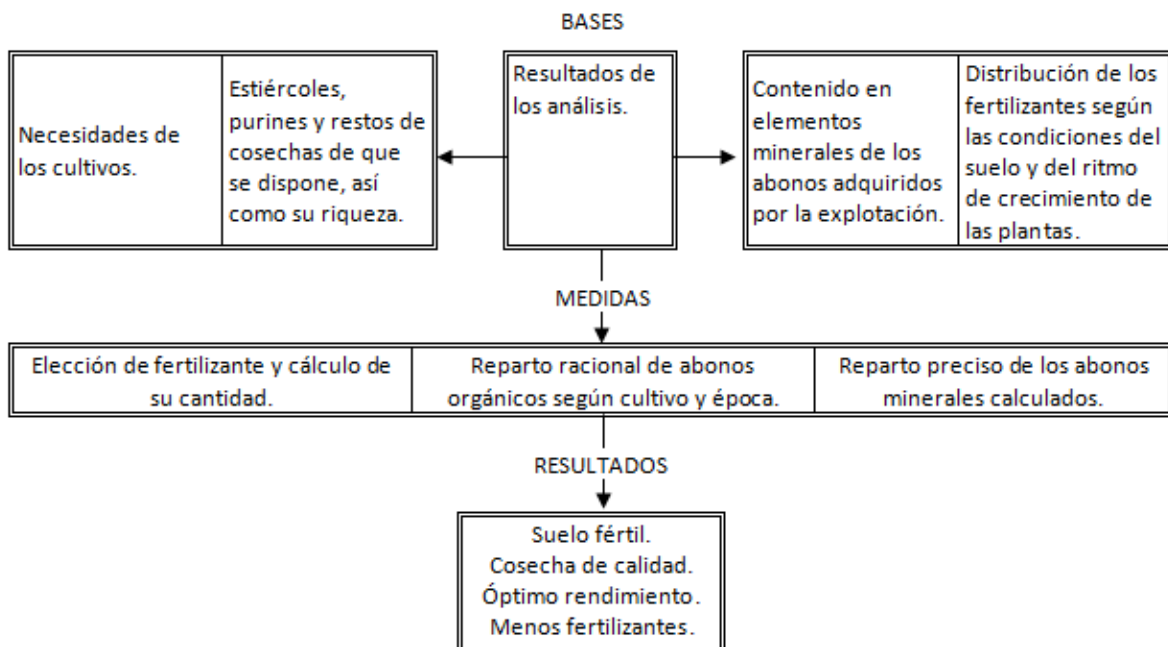 BASES
Necesidades de
los cultivos.
Estiércoles,
purines y restos de
cosechas de que
se dispone, así
como su riqueza.
Resultados de
los análisis.
Contenido en
elementos
minerales de los
abonos adquiridos
por la explotación.
Distribución de los
fertilizantes según
las condiciones del
suelo y del ritmo
de crecimiento de
las plantas.
MEDIDAS
Elección de fertilizante y cálculo de
su cantidad.
Reparto racional de abonos
orgánicos según cultivo y época.
Reparto preciso de los abonos
minerales calculados.
RESULTADOS
Suelo fértil.
Cosecha de calidad.
Óptimo rendimiento.
Menos fertilizantes.